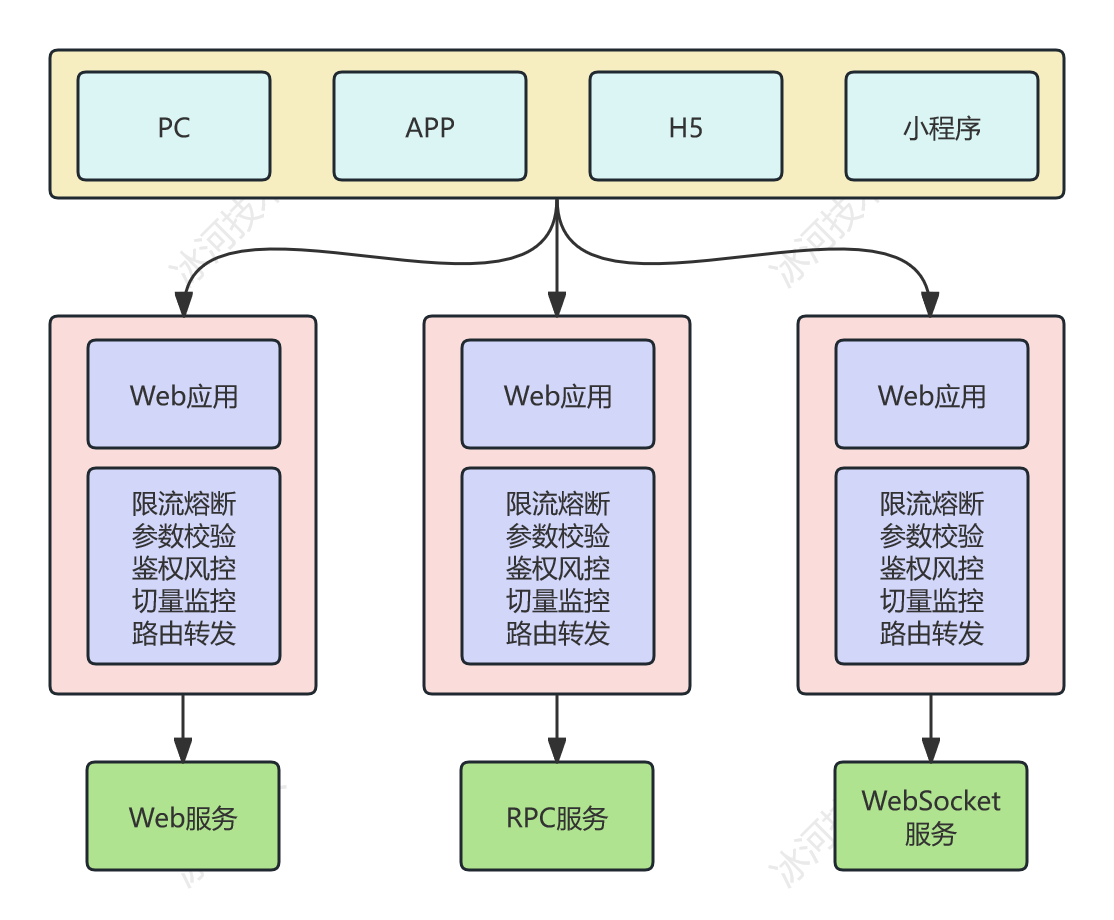 PC
APP
H5
小程序
冰河技术
冰河技术
Web应用
限流熔断
参数校验
鉴权风控
切量监控
路由转发
Web应用
限流熔断
参数校验
鉴权风控
切量监控
路由转发
Web应用
限流熔断
参数校验
鉴权风控
切量监控
路由转发
Web服务
RPC服务
WebSocket
服务
冰河技